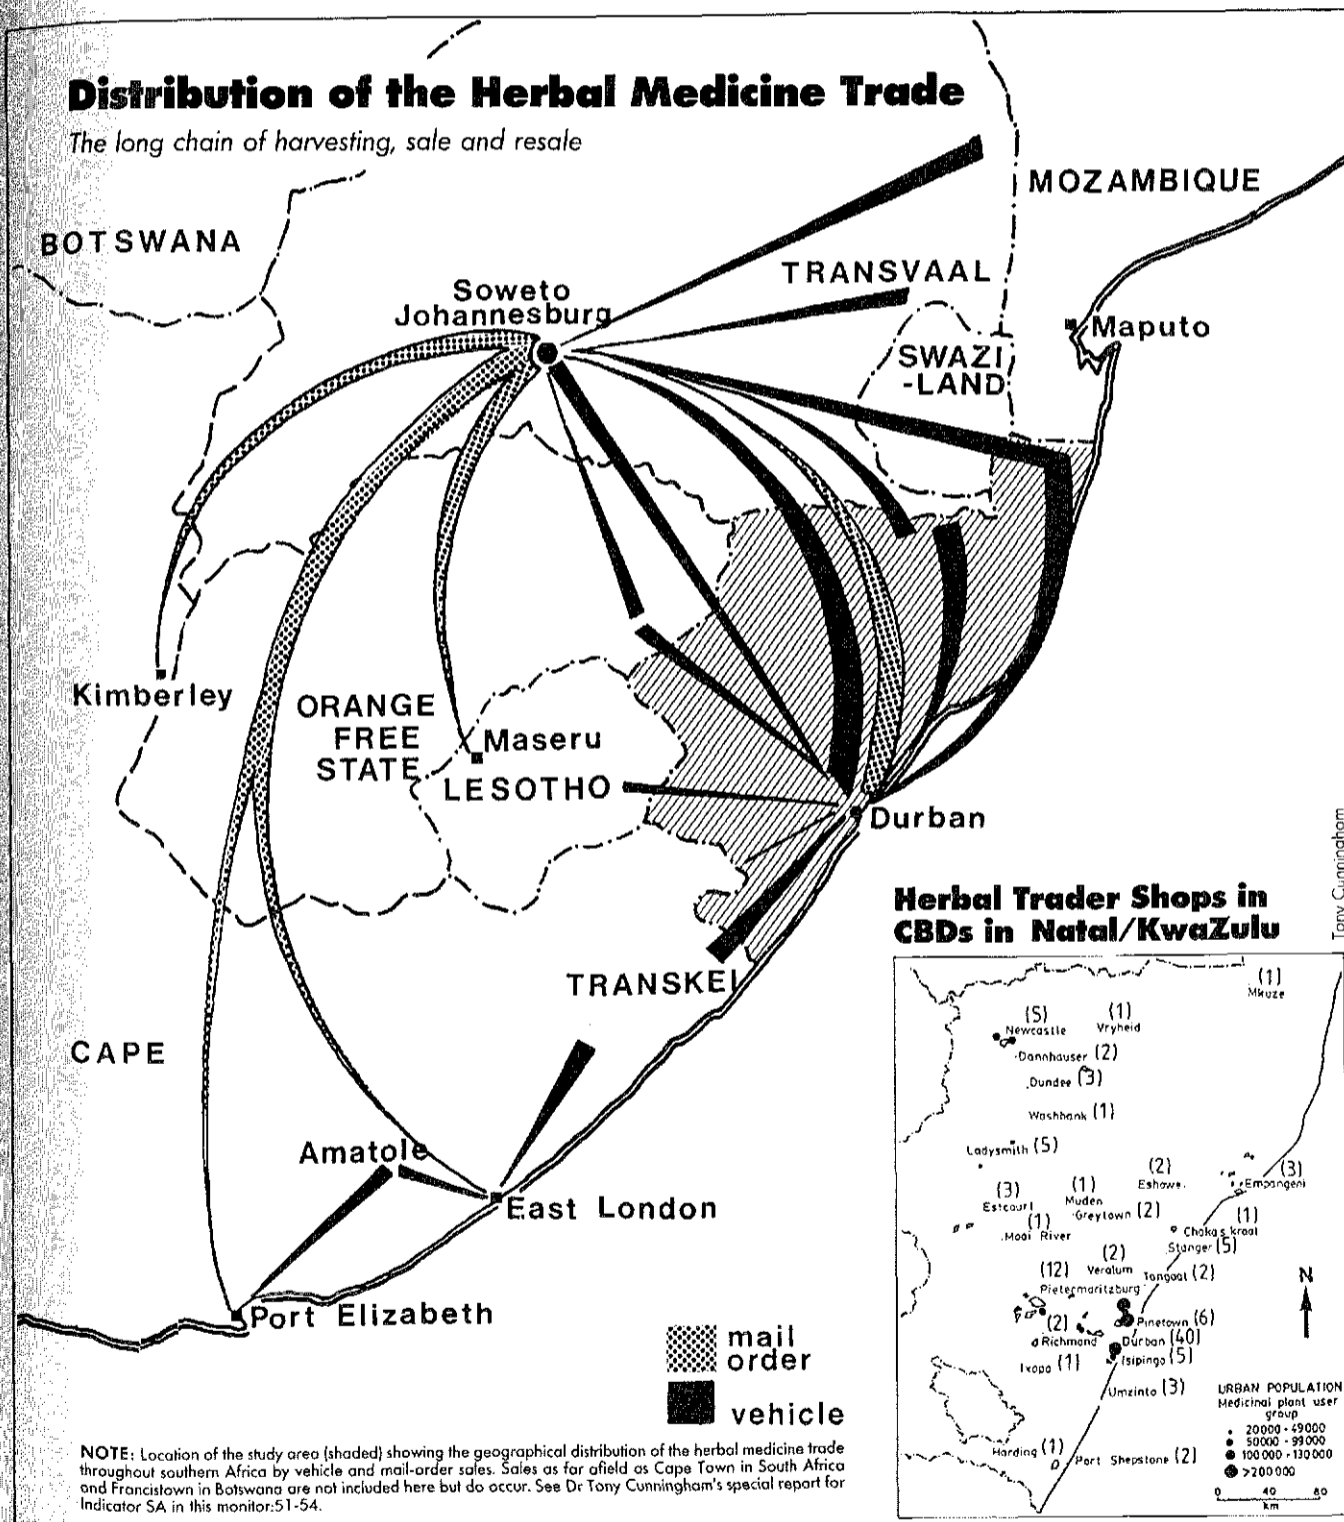 Distribution of the Herbal Medicine Trade
The long chain of harvesting, sale and resale
MOZAMBIQUE
BOTSWANA
TRANSVAAL
Soweto
Johannesburg
Maputo
SWAZI
-LAND
Kimberley
ORANGE
FREE
STATE
Maseru
LESOTHO
Durban
TRANSKEI
CAPE
Amatole
East London
Port Elizabeth
mail
order
vehicle
NOTE: Location of the study area (shaded) showing the geographical distribution of the herbal medicine trade
throughout southern Africa by vehicle and mail-order sales. Sales as far afield as Cape Town in South Africa
and Francistown in Botswana are not included here but do occur. See Dr Tony Cunningham's special report for
Indicator SA in this monitor:51-54.
Tony Cunningham
Herbal Trader Shops in
CBDs in Natal/KwaZulu
(1)
Mkuze
(5)
Newcastle
(1)
Vryheid
Dannhauser (2)
Dundee (3)
Washbank (1)
Ladysmith (5)
(2)
Eshowe
(3)
Empangeni
(3)
Estcourt
(1)
Muden
Greytown (2)
(1)
Mooi River
(1)
Chakas kraal
Stanger (5)
(2)
Verulum
Tongaat (2)
(12)
Pietermaritzburg
Pinetown (6)
(2)
Richmond
Durban (40)
Ixopo (1)
Isipingo (5)
Umzinto (3)
Harding (1)
Port Shepstone (2)
N
URBAN POPULATION
Medicinal plant user
group
20000 - 49000
50000 - 99000
100000 - 130000
>200000
0 40 80
km